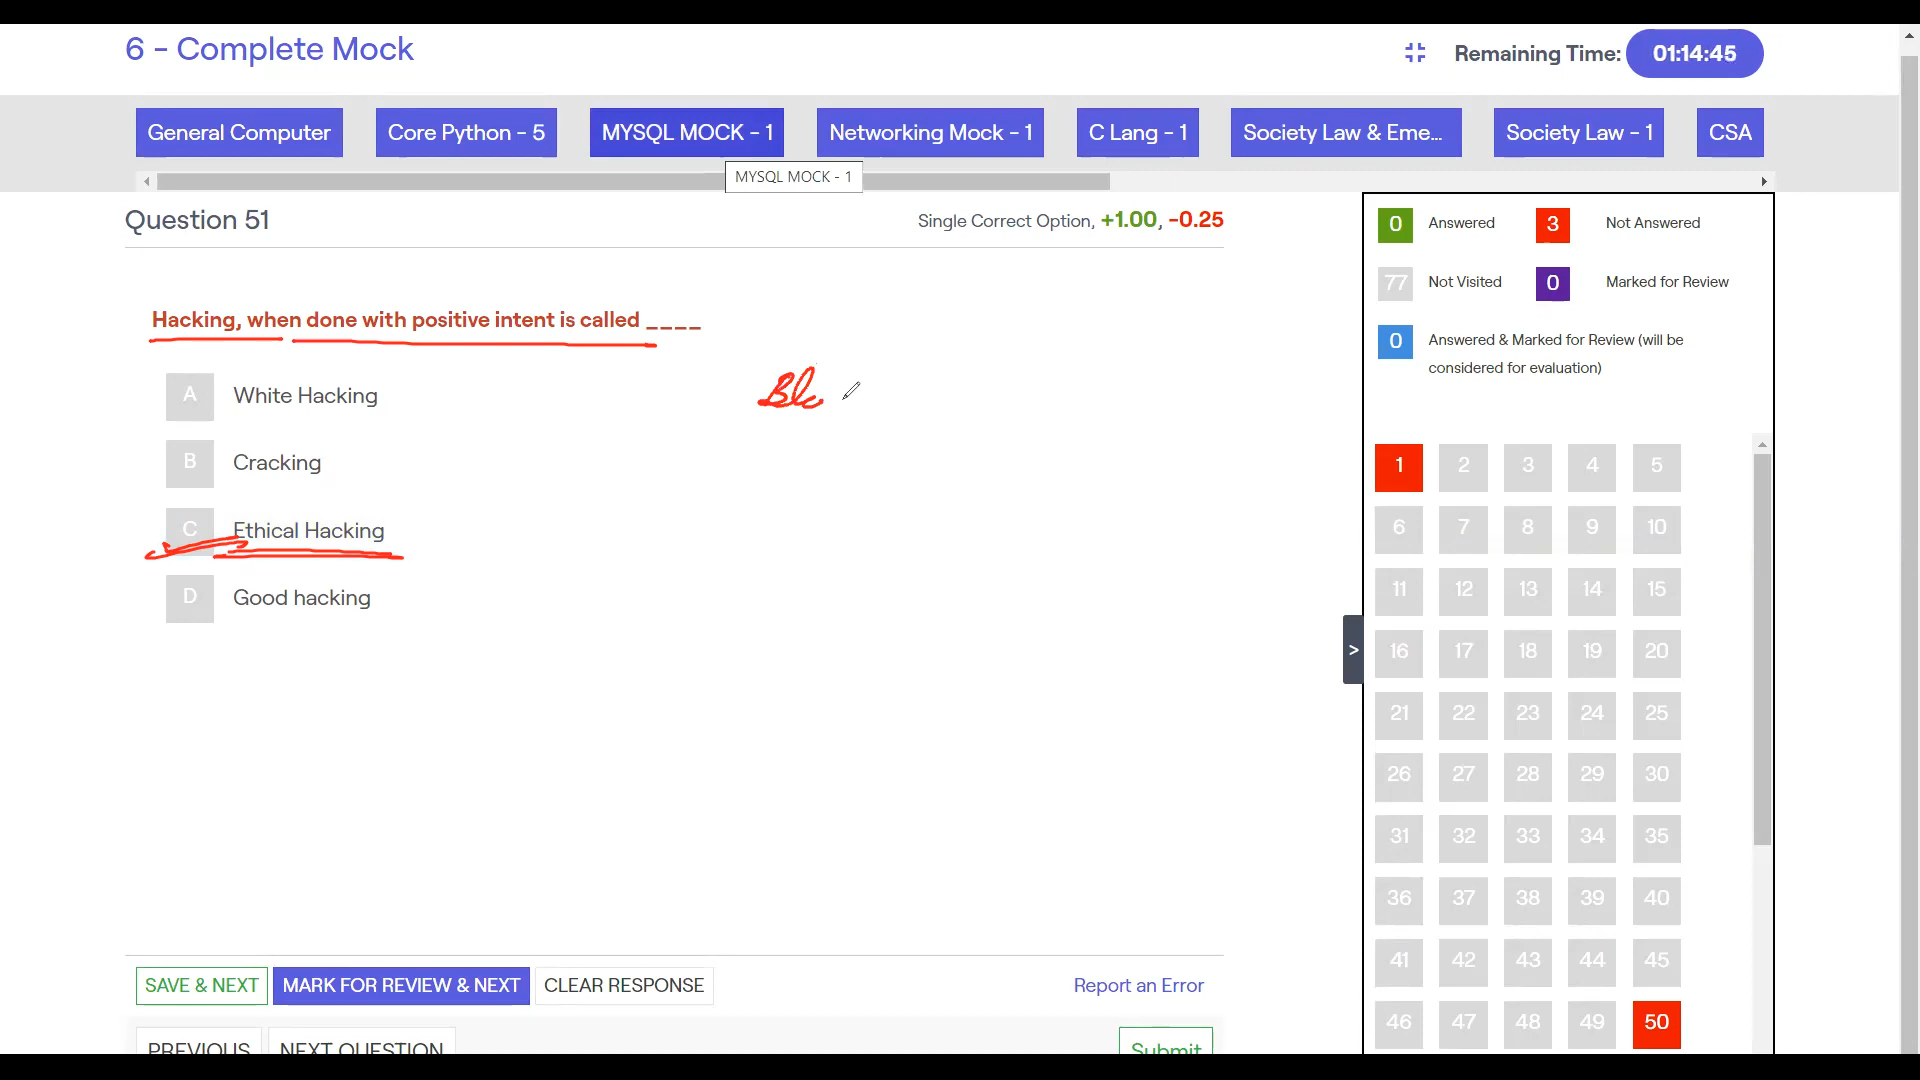 6 - Complete Mock
Remaining Time: 01:14:45
General Computer
Core Python - 5
MYSQL MOCK - 1
Networking Mock - 1
C Lang - 1
Society Law & Eme...
Society Law - 1
CSA
MYSQL MOCK - 1
Question 51
Single Correct Option, +1.00, -0.25
Hacking, when done with positive intent is called ____
A White Hacking
B Cracking
C Ethical Hacking
D Good hacking
SAVE & NEXT
MARK FOR REVIEW & NEXT
CLEAR RESPONSE
Report an Error
PREVIOUS
NEXT QUESTION
Submit
0 Answered
3 Not Answered
77 Not Visited
0 Marked for Review
0 Answered & Marked for Review (will be
considered for evaluation)
>
1 2 3 4 5
6 7 8 9 10
11 12 13 14 15
16 17 18 19 20
21 22 23 24 25
26 27 28 29 30
31 32 33 34 35
36 37 38 39 40
41 42 43 44 45
46 47 48 49 50